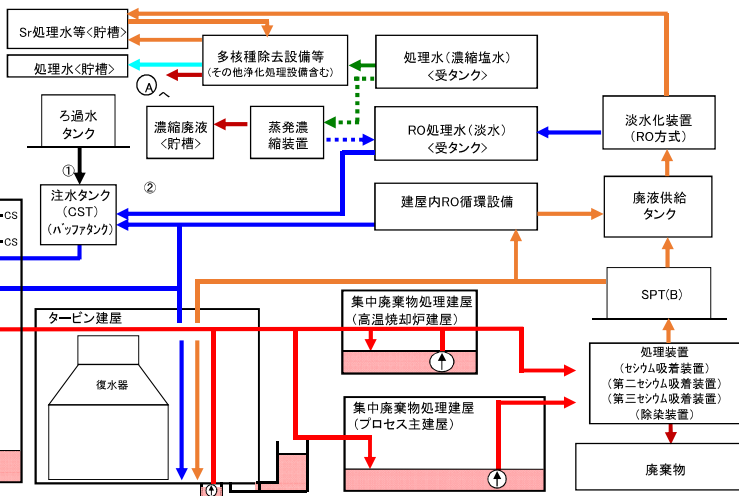 Sr処理水等<貯槽>
処理水<貯槽>
多核種除去設備等
(その他浄化処理設備含む)
Aへ
処理水(濃縮塩水)
<受タンク>
ろ過水
タンク
濃縮廃液
<貯槽>
蒸発濃
縮装置
RO処理水(淡水)
<受タンク>
淡水化装置
(RO方式)
①
②
注水タンク
(CST)
(バッファタンク)
建屋内RO循環設備
廃液供給
タンク
CS
CS
SPT(B)
タービン建屋
集中廃棄物処理建屋
(高温焼却炉建屋)
復水器
処理装置
(セシウム吸着装置)
(第二セシウム吸着装置)
(第三セシウム吸着装置)
(除染装置)
集中廃棄物処理建屋
(プロセス主建屋)
廃棄物